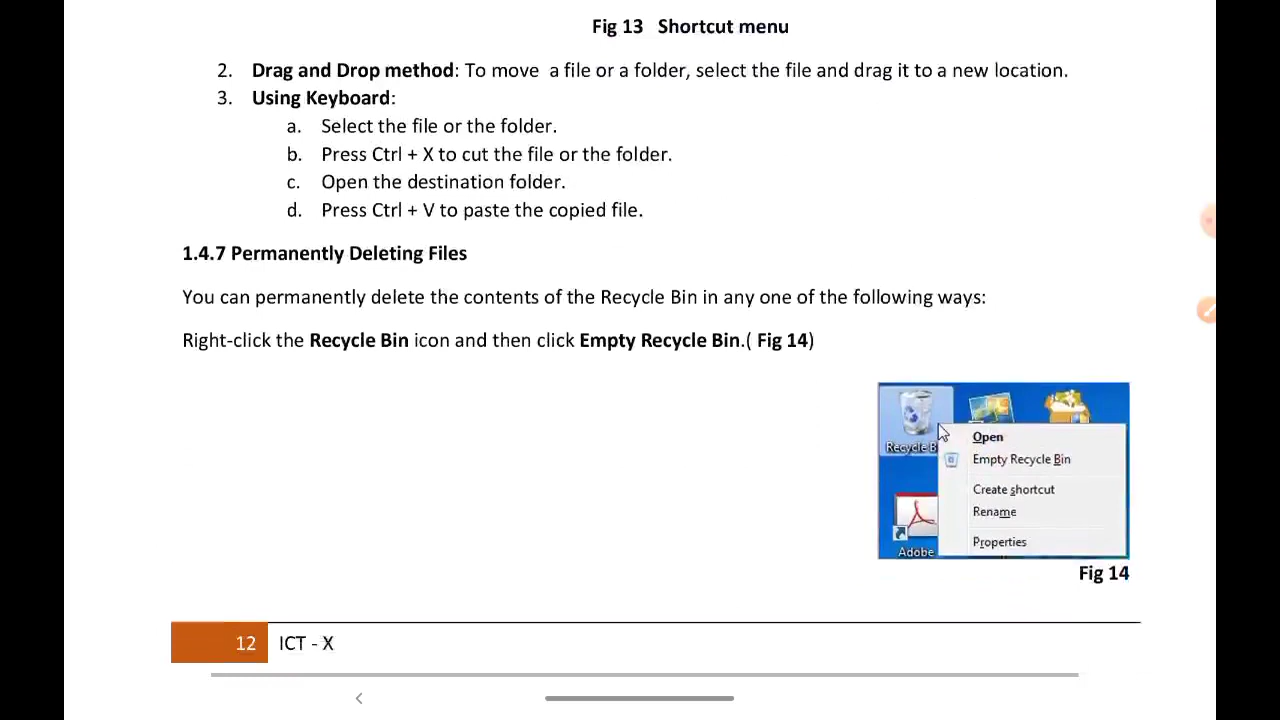 Fig 13 Shortcut menu
2. Drag and Drop method: To move a file or a folder, select the file and drag it to a new location.
3. Using Keyboard:
a. Select the file or the folder.
b. Press Ctrl + X to cut the file or the folder.
c. Open the destination folder.
d. Press Ctrl + V to paste the copied file.
1.4.7 Permanently Deleting Files
You can permanently delete the contents of the Recycle Bin in any one of the following ways:
Right-click the Recycle Bin icon and then click Empty Recycle Bin.( Fig 14)
Open
Recycle B
Empty Recycle Bin
Create shortcut
Rename
Properties
Adobe
Fig 14
12 ICT - X